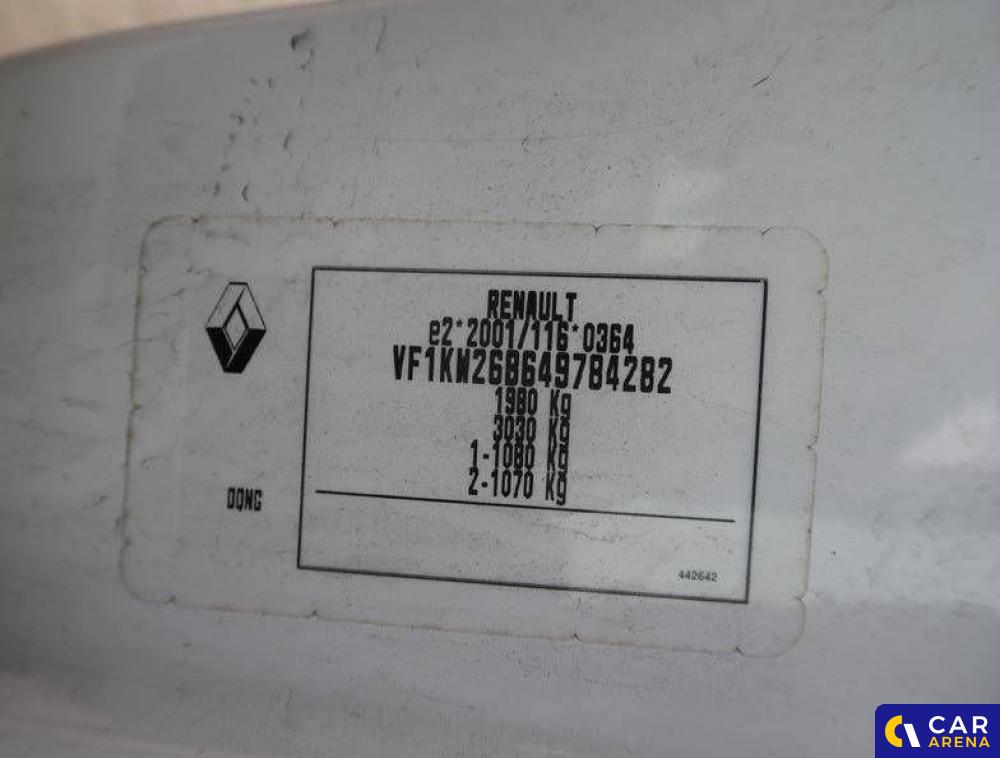 RENAULT
e2*2001/116*0364
VF1KW26B649784282
1980 Kg
3030 Kg
1-1080 Kg
2-1070 Kg
DQNG
442642
CAR
ARENA